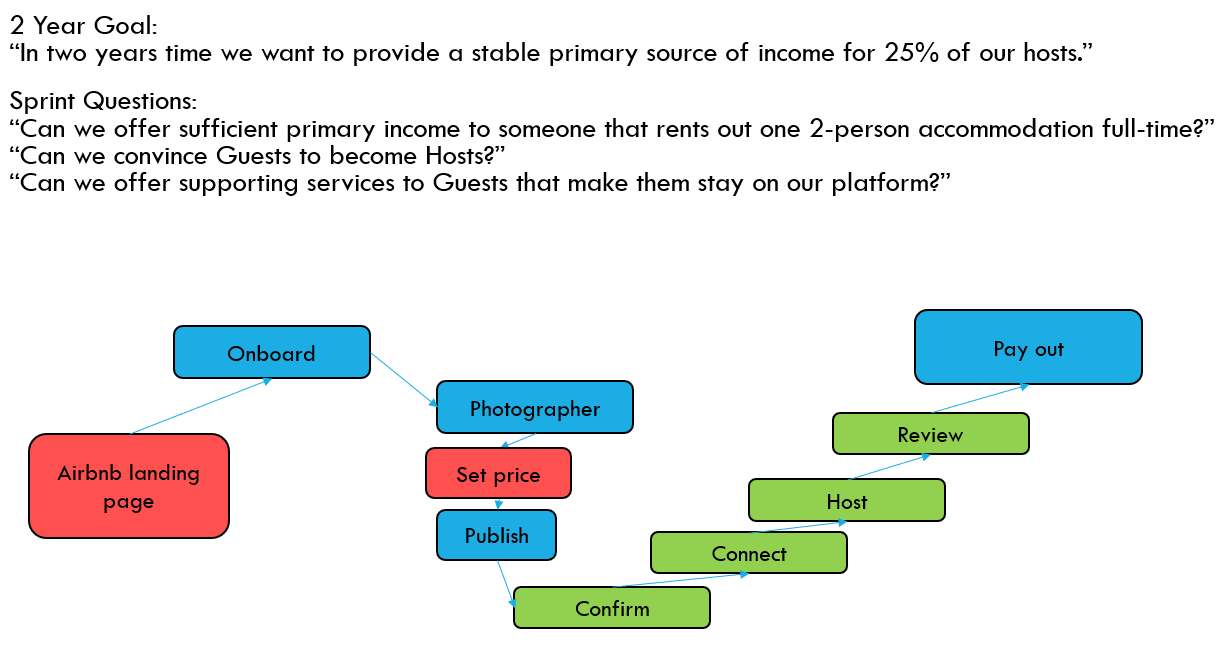 2 Year Goal:
“In two years time we want to provide a stable primary source of income for 25% of our hosts.”
Sprint Questions:
“Can we offer sufficient primary income to someone that rents out one 2-person accommodation full-time?”
“Can we convince Guests to become Hosts?”
“Can we offer supporting services to Guests that make them stay on our platform?”
Onboard
Pay out
Photographer
Review
Airbnb landing
page
Set price
Host
Publish
Connect
Confirm